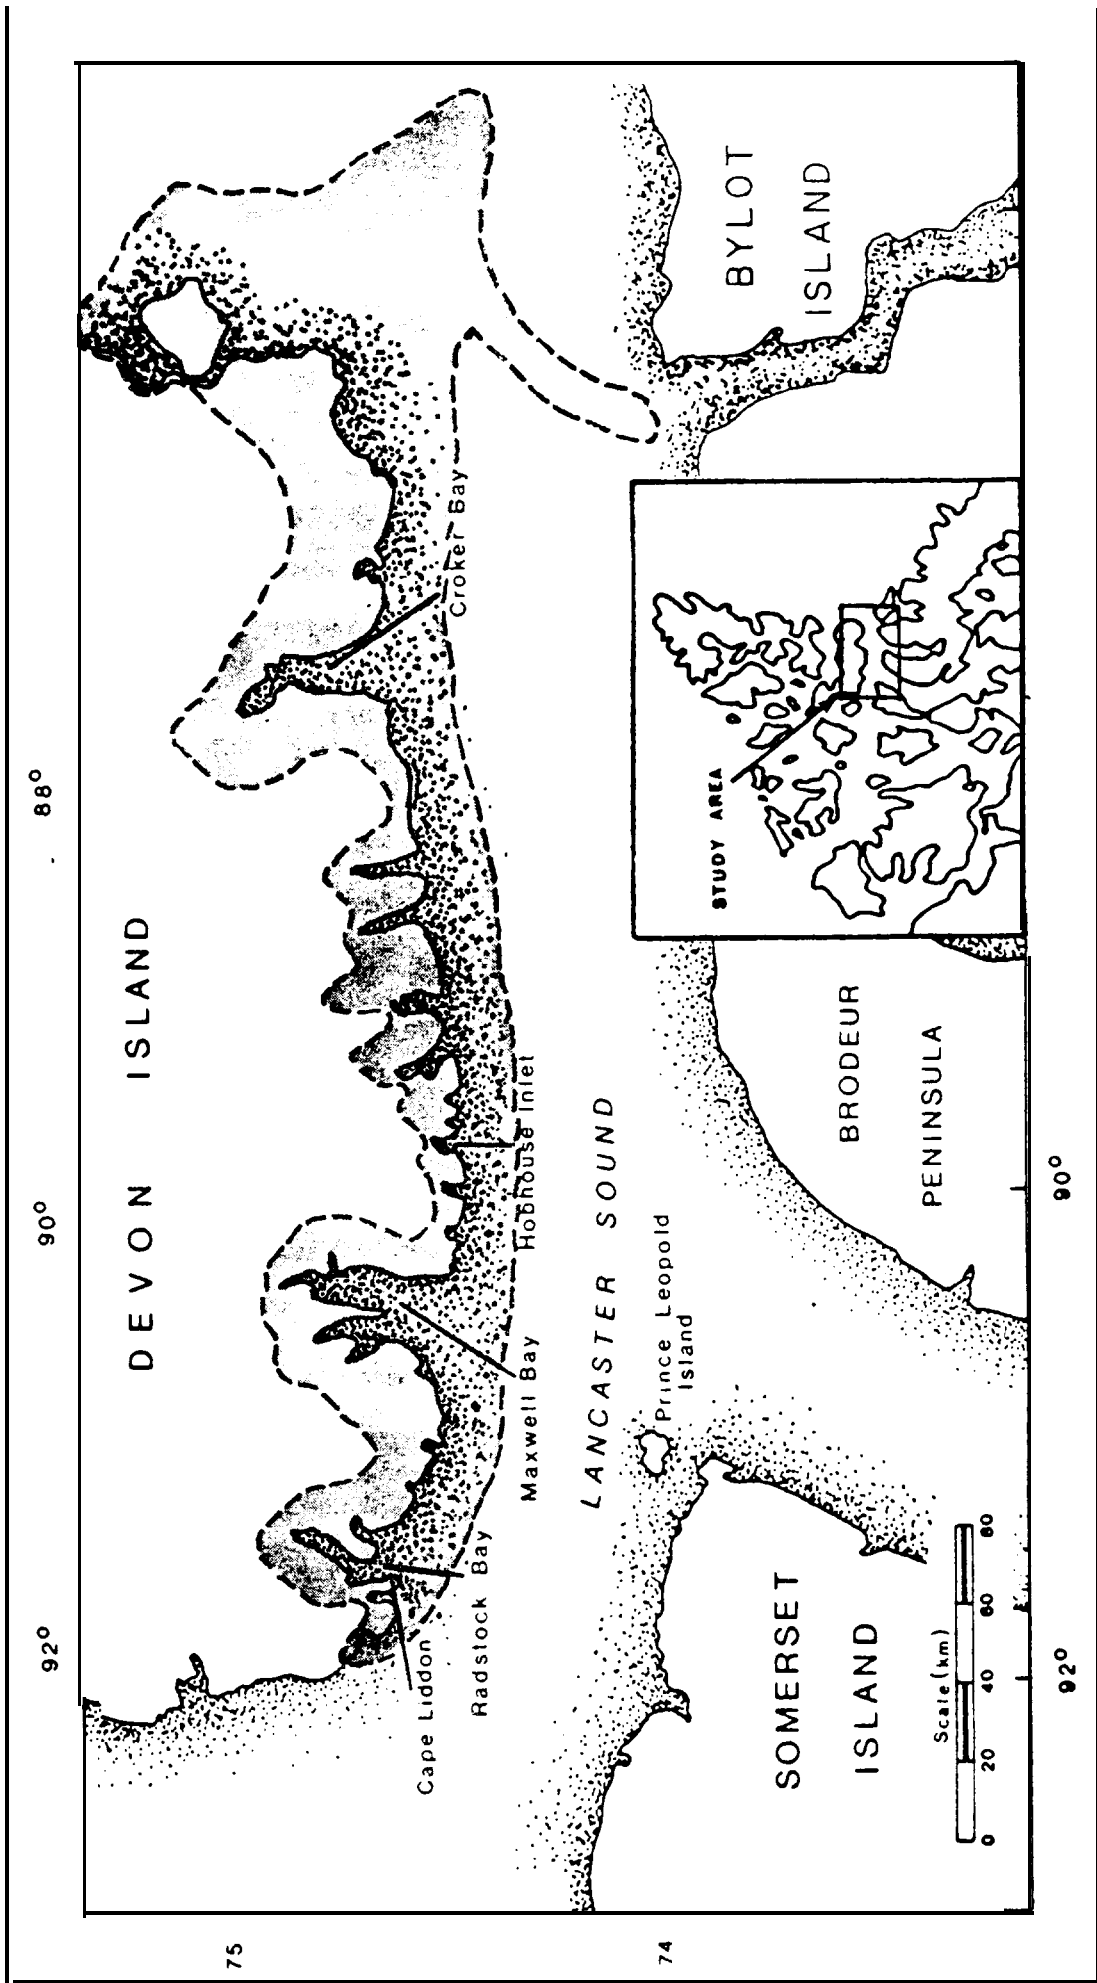 92°
90°
88°
75
74
DEVON ISLAND
Cape Liddon
Radstock Bay
Maxwell Bay
Hobhouse Inlet
Croker Bay
LANCASTER SOUND
Prince Leopold
Island
SOMERSET
ISLAND
BRODEUR
PENINSULA
BYLOT
ISLAND
STUDY AREA
Scale (km)
0 20 40 60 80
92°
90°